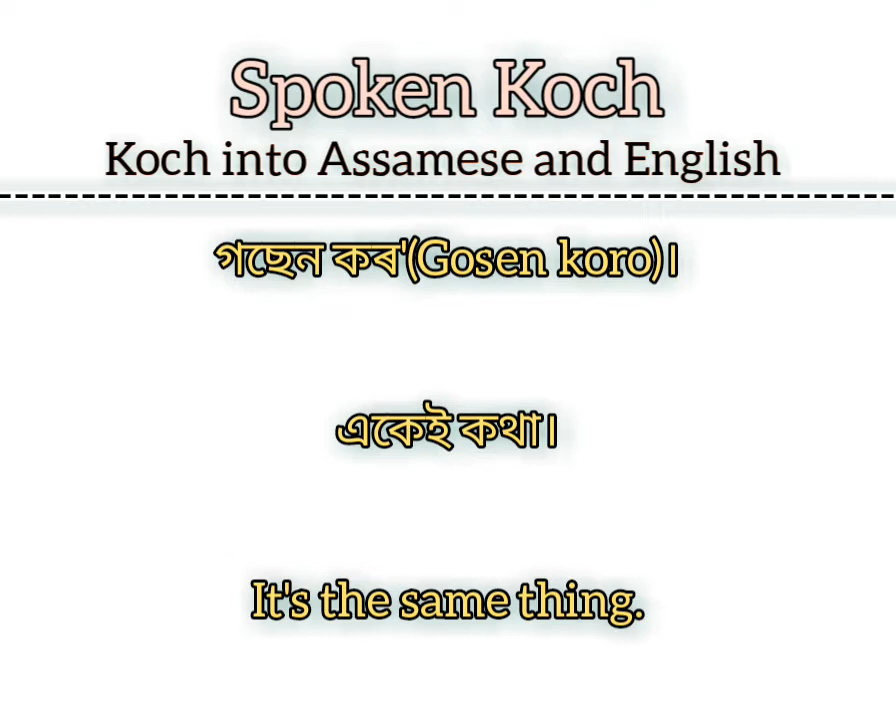 Spoken Koch
Koch into Assamese and English
গছেন কৰ'(Gosen koro)।
একেই কথা।
It's the same thing.